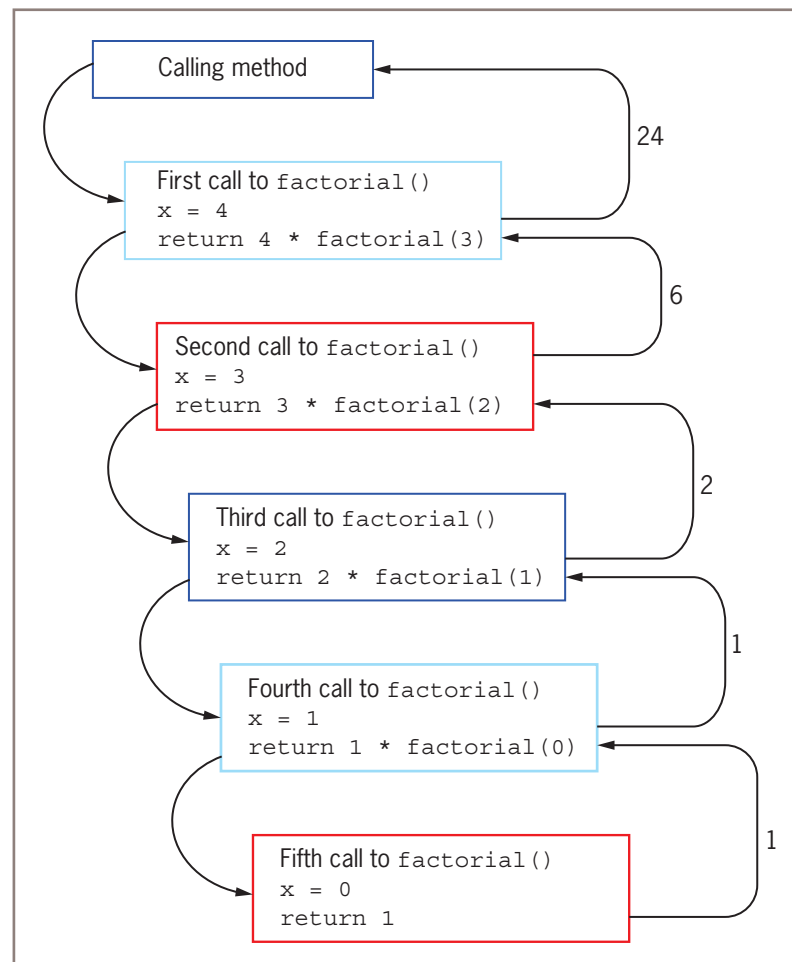 Calling method
24
First call to factorial()
x = 4
return 4 * factorial(3)
6
Second call to factorial()
x = 3
return 3 * factorial(2)
2
Third call to factorial()
x = 2
return 2 * factorial(1)
1
Fourth call to factorial()
x = 1
return 1 * factorial(0)
1
Fifth call to factorial()
x = 0
return 1